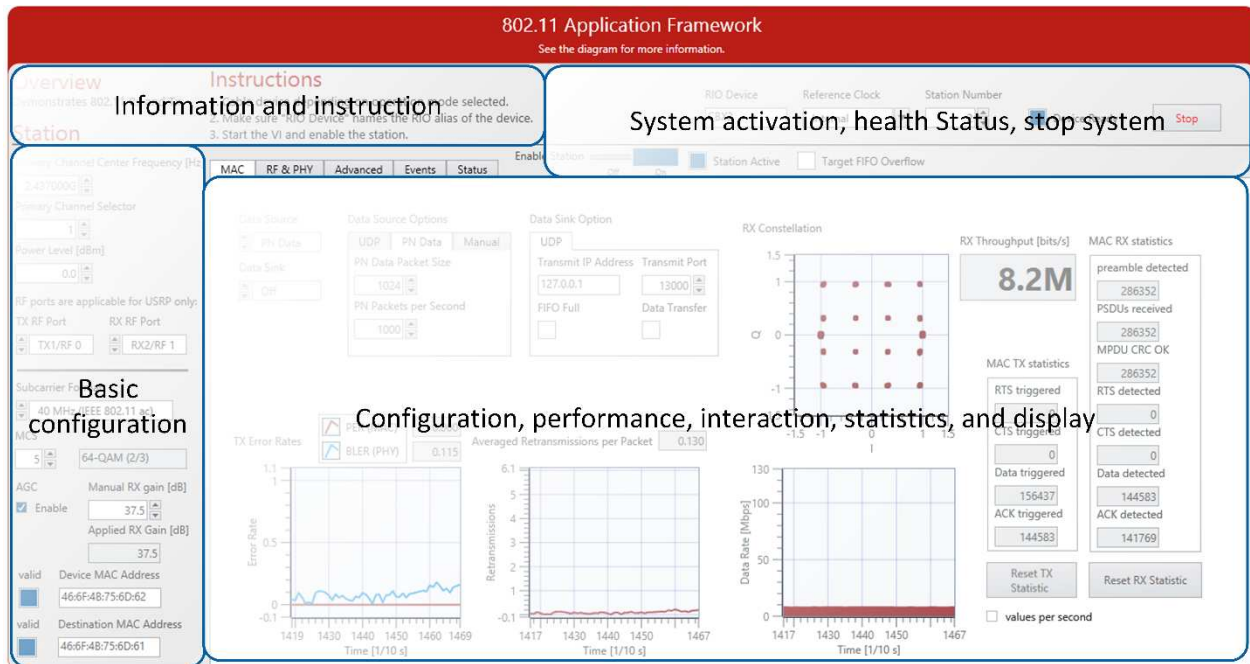 802.11 Application Framework
See the diagram for more information.
Overview
Instructions
Information and instruction
2. Make sure "RIO Device" names the RIO alias of the device.
3. Start the VI and enable the station.
Station
RIO Device
Reference Clock
Station Number
System activation, health Status, stop system
Stop
Enable Station
Off
On
Station Active
Target FIFO Overflow
Primary Channel Center Frequency [Hz]
2.437000G
Primary Channel Selector
1
Power Level [dBm]
0.0
RF ports are applicable for USRP only:
TX RF Port
RX RF Port
TX1/RF 0
RX2/RF 1
Subcarrier Format
Basic
configuration
40 MHz (IEEE 802.11 ac)
MCS
5
64-QAM (2/3)
AGC
Manual RX gain [dB]
Enable
37.5
Applied RX Gain [dB]
37.5
valid
Device MAC Address
46:6F:4B:75:6D:62
valid
Destination MAC Address
46:6F:4B:75:6D:61
MAC
RF & PHY
Advanced
Events
Status
Data Source
PN Data
Data Sink
Off
Data Source Options
UDP
PN Data
Manual
PN Data Packet Size
1024
PN Packets per Second
1000
Data Sink Option
UDP
Transmit IP Address
Transmit Port
127.0.0.1
13000
FIFO Full
Data Transfer
RX Constellation
1.5
1
0
-1
Q
-1.5
-1
0
1
1.5
I
RX Throughput [bits/s]
8.2M
MAC RX statistics
preamble detected
286352
PSDUs received
286352
MPDU CRC OK
286352
RTS detected
0
CTS detected
0
Data detected
144583
ACK detected
141769
Reset RX Statistic
MAC TX statistics
RTS triggered
CTS triggered
0
Data triggered
156437
ACK triggered
144583
Reset TX
Statistic
values per second
Configuration, performance, interaction, statistics, and display
TX Error Rates
BLER (PHY)
0.115
Averaged Retransmissions per Packet
0.130
1.1
1
0.5
0
-0.1
Error Rate
1419
1430
1440
1450
1469
Time [1/10 s]
6.1
5
4
3
2
1
-0.1
Retransmissions
1417
1430
1440
1450
1467
Time [1/10 s]
130
100
50
0
Data Rate [Mbps]
1417
1430
1440
1450
1467
Time [1/10 s]